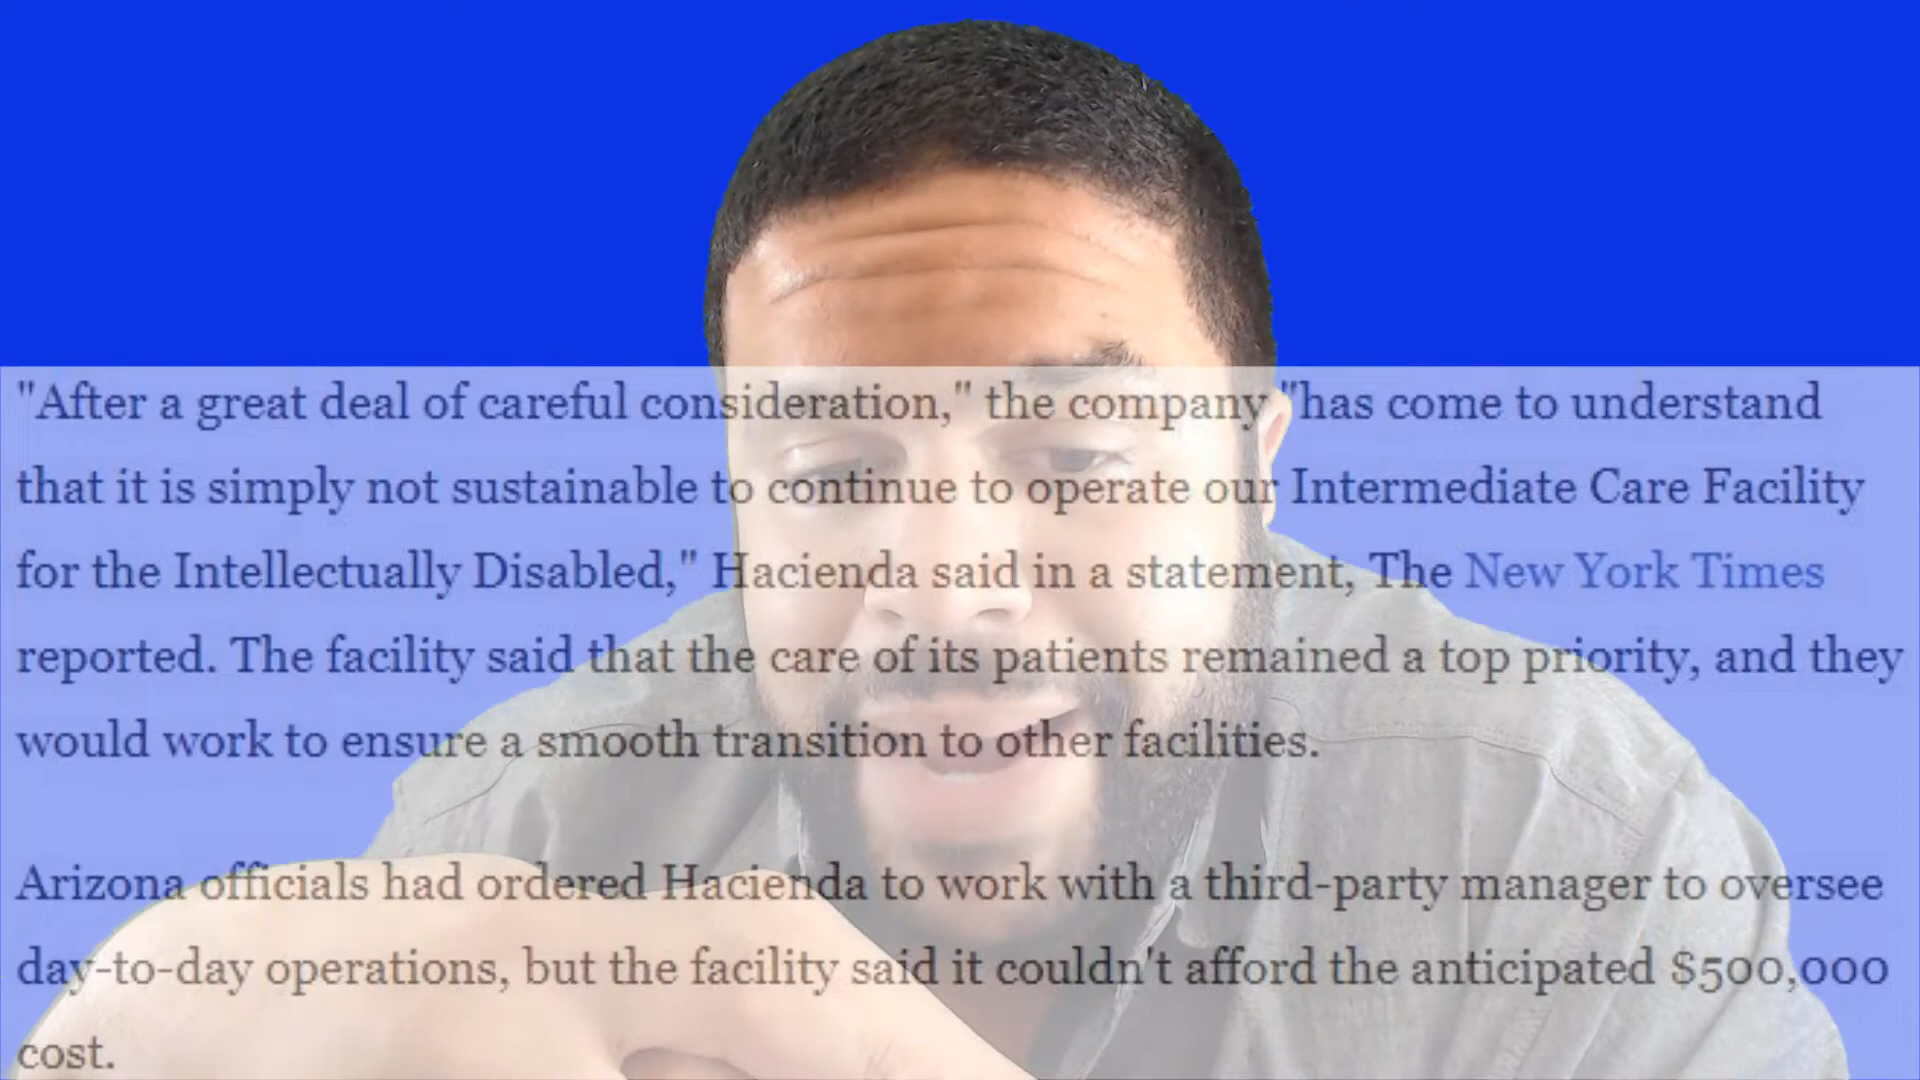 "After a great deal of careful consideration," the company "has come to understand
that it is simply not sustainable to continue to operate our Intermediate Care Facility
for the Intellectually Disabled," Hacienda said in a statement, The New York Times
reported. The facility said that the care of its patients remained a top priority, and they
would work to ensure a smooth transition to other facilities.
Arizona officials had ordered Hacienda to work with a third-party manager to oversee
day-to-day operations, but the facility said it couldn't afford the anticipated $500,000
cost.